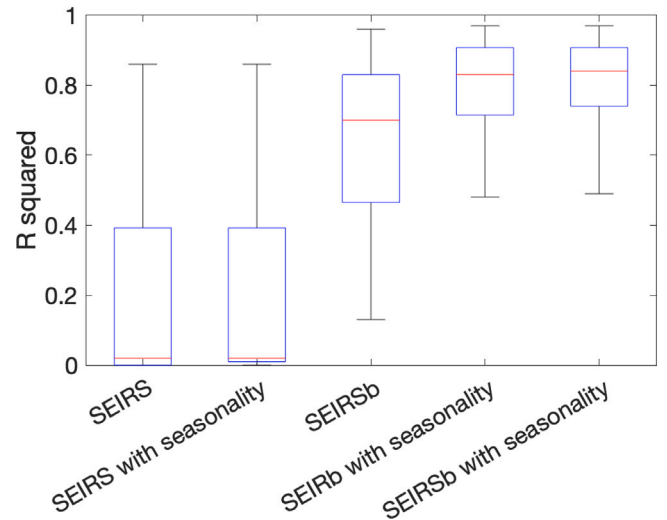 1
0.8
0.6
0.4
0.2
0
R squared
SEIRS
SEIRS with seasonality
SEIRSb
SEIRb with seasonality
SEIRSb with seasonality